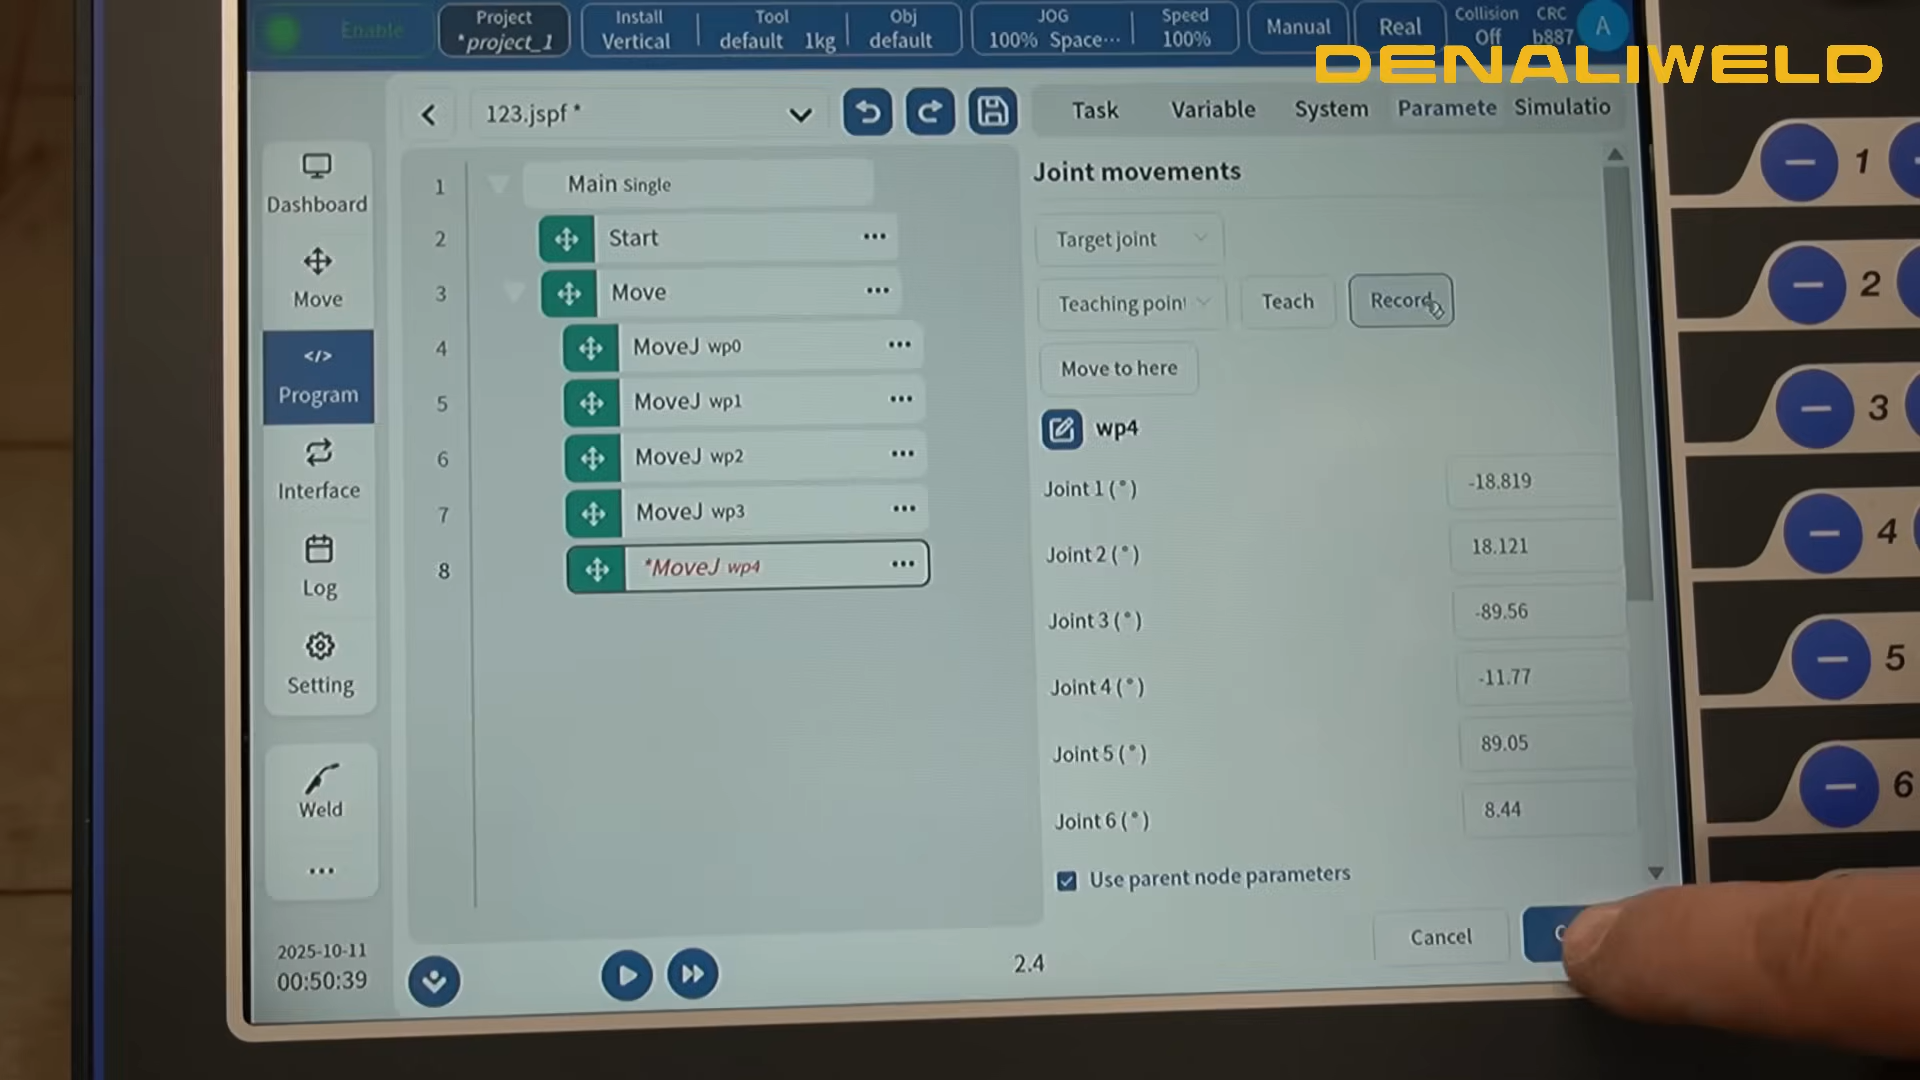 Enable
Project
*project_1
Install
Vertical
Tool
default 1kg
Obj
default
JOG
100% Space···
Speed
100%
Manual
Real
Collision
Off
CRC
b887
A
DENALIWELD
123.jspf *
Task
Variable
System
Paramete
Simulatio
Dashboard
Move
</>
Program
Interface
Log
Setting
Weld
...
2025-10-11
00:50:39
1
Main Single
2
Start
...
3
Move
...
4
MoveJ wp0
...
5
MoveJ wp1
...
6
MoveJ wp2
...
7
MoveJ wp3
...
8
*MoveJ wp4
...
2.4
Joint movements
Target joint
Teaching poin
Teach
Record
Move to here
wp4
Joint 1 (°)
-18.819
Joint 2 (°)
18.121
Joint 3 (°)
-89.56
Joint 4 (°)
-11.77
Joint 5 (°)
89.05
Joint 6 (°)
8.44
Use parent node parameters
Cancel
1
2
3
4
5
6